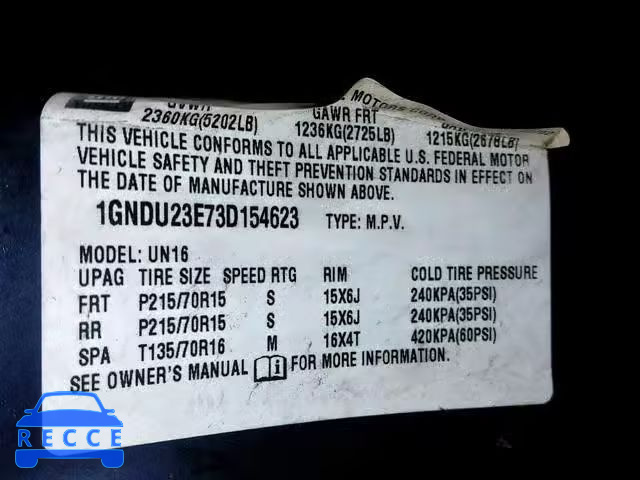 GM MOTORS
GVWR GAWR FRT
2360KG(5202LB) 1236KG(2725LB) 1215KG(2678LB)
THIS VEHICLE CONFORMS TO ALL APPLICABLE U.S. FEDERAL MOTOR
VEHICLE SAFETY AND THEFT PREVENTION STANDARDS IN EFFECT ON
THE DATE OF MANUFACTURE SHOWN ABOVE.
1GNDU23E73D154623 TYPE: M.P.V.
MODEL: UN16
UPAG TIRE SIZE SPEED RTG RIM COLD TIRE PRESSURE
FRT P215/70R15 S 15X6J 240KPA(35PSI)
RR P215/70R15 S 15X6J 240KPA(35PSI)
SPA T135/70R16 M 16X4T 420KPA(60PSI)
SEE OWNER'S MANUAL FOR MORE INFORMATION.
RECCE